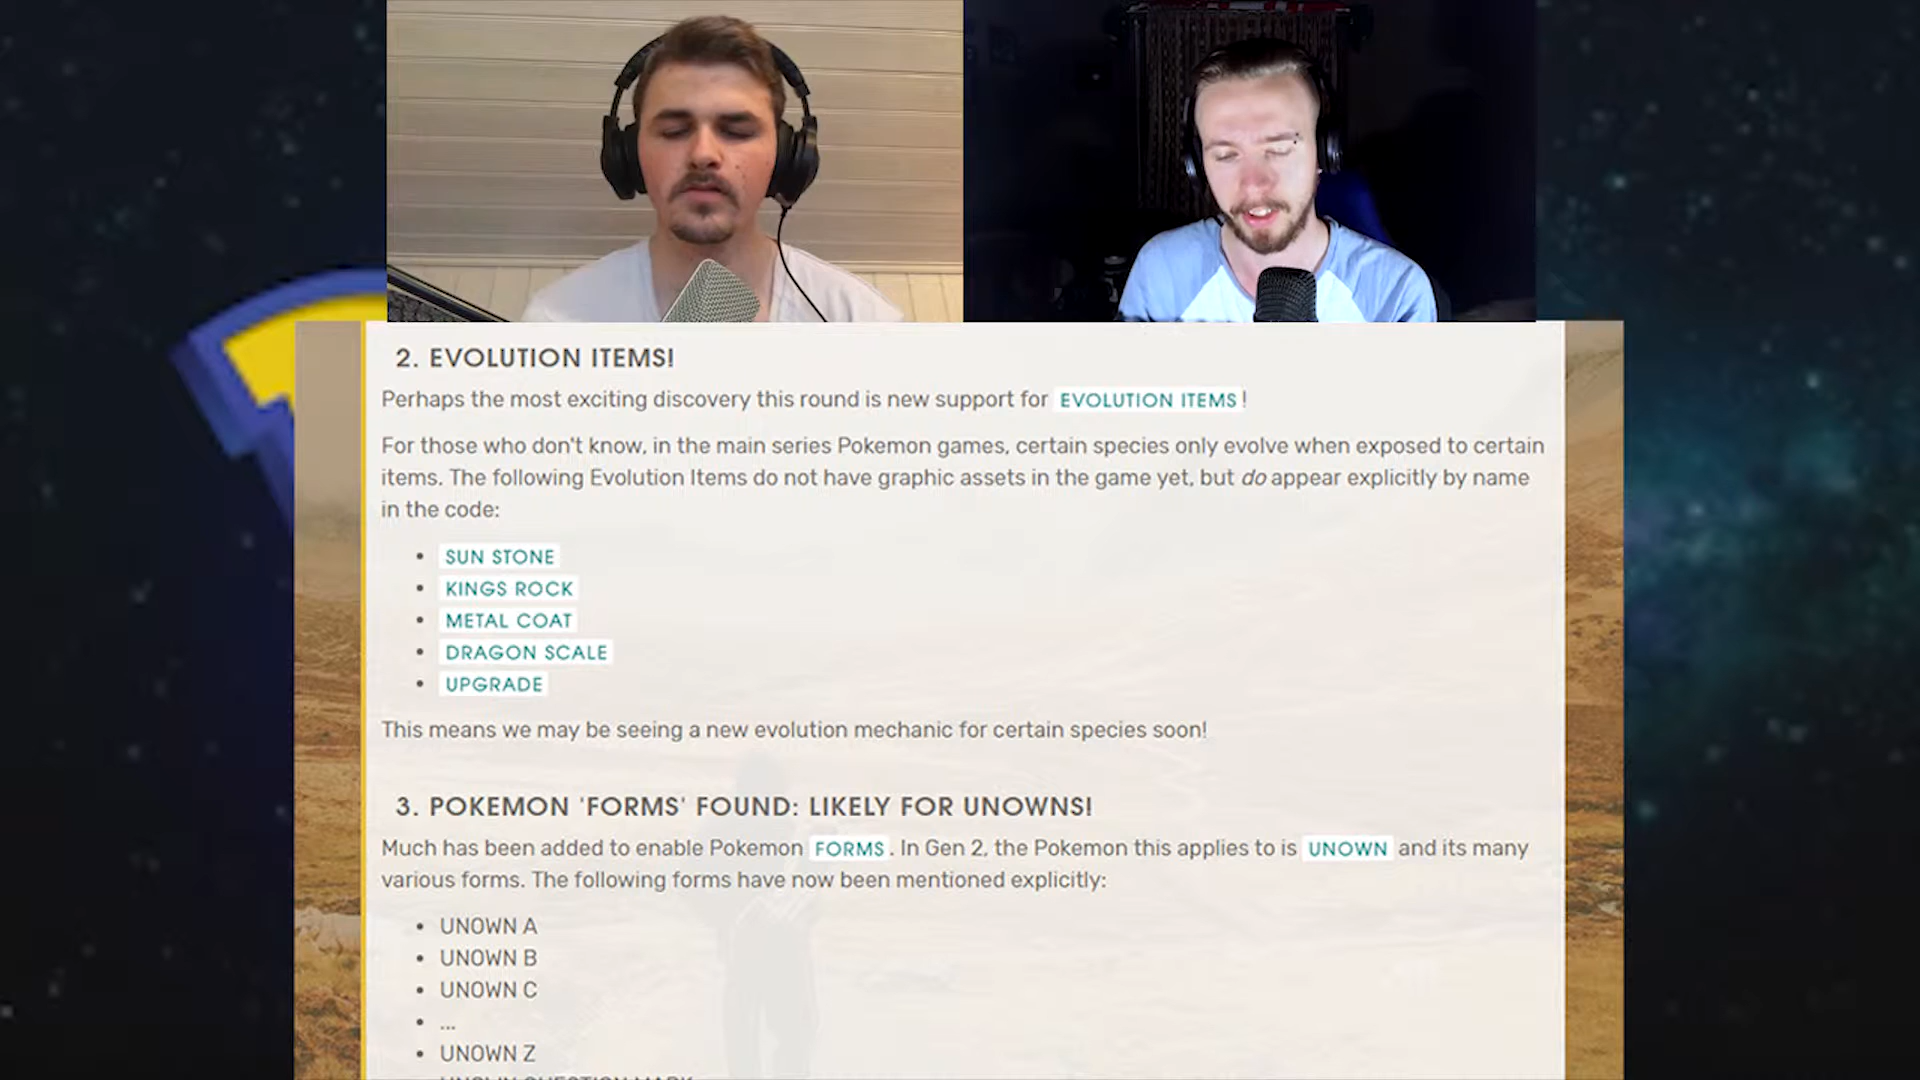 2. EVOLUTION ITEMS!
Perhaps the most exciting discovery this round is new support for EVOLUTION ITEMS!
For those who don't know, in the main series Pokemon games, certain species only evolve when exposed to certain
items. The following Evolution Items do not have graphic assets in the game yet, but do appear explicitly by name
in the code:
• SUN STONE
• KINGS ROCK
• METAL COAT
• DRAGON SCALE
• UPGRADE
This means we may be seeing a new evolution mechanic for certain species soon!
3. POKEMON 'FORMS' FOUND: LIKELY FOR UNOWNS!
Much has been added to enable Pokemon FORMS. In Gen 2, the Pokemon this applies to is UNOWN and its many
various forms. The following forms have now been mentioned explicitly:
• UNOWN A
• UNOWN B
• UNOWN C
• ...
• UNOWN Z